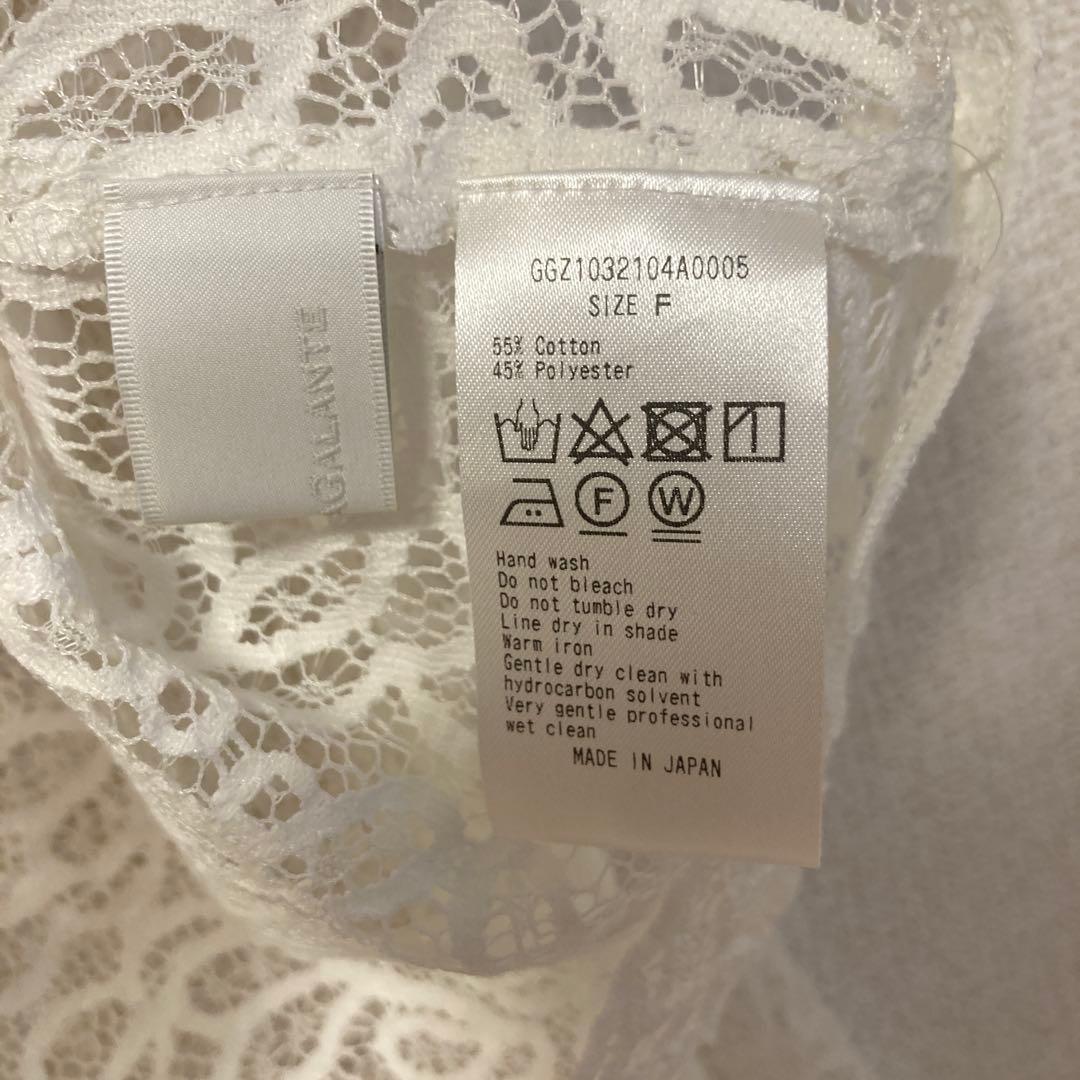 GGZ1032104A0005
SIZE F
55% Cotton
45% Polyester
F
W
Hand wash
Do not bleach
Do not tumble dry
Line dry in shade
Warm iron
Gentle dry clean with
hydrocarbon solvent
Very gentle professional
wet clean
MADE IN JAPAN
AGALANTE